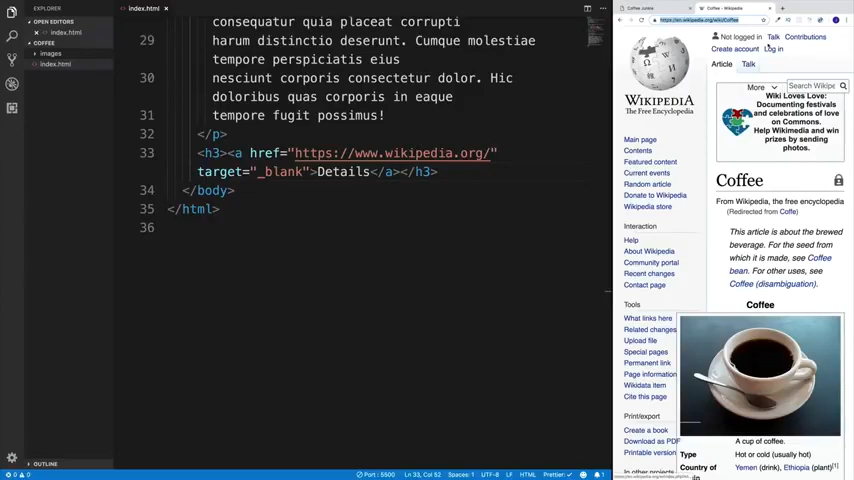 EXPLORER
OPEN EDITORS
index.html
COFFEE
images
index.html
OUTLINE
index.html
consequatur quia placeat corrupti
29 harum distinctio deserunt. Cumque molestiae
tempore perspiciatis eius
30 nesciunt corporis consectetur dolor. Hic
doloribus quas corporis in eaque
31 tempore fugit possimus!
32 </p>
33 <h3><a href="https://www.wikipedia.org/"
target="_blank">Details</a></h3>
34 </body>
35 </html>
36
0 0
Port : 5500
Ln 33, Col 52
Spaces: 1
UTF-8
LF
HTML
Prettier: ✓
1
Coffee Junkie
Coffee - Wikipedia
https://en.wikipedia.org/wiki/Coffee
Not logged in Talk Contributions
Create account Log in
Article Talk
More
Search Wikipe
WIKIPEDIA
The Free Encyclopedia
Wiki Loves Love:
Documenting festivals
and celebrations of love
on Commons.
Help Wikimedia and win
prizes by sending
photos.
Main page
Contents
Featured content
Current events
Random article
Donate to Wikipedia
Wikipedia store
Interaction
Help
About Wikipedia
Community portal
Recent changes
Contact page
Tools
What links here
Related changes
Upload file
Special pages
Permanent link
Page information
Wikidata item
Cite this page
Print/export
Create a book
Download as PDF
Printable version
In other projects
Coffee
From Wikipedia, the free encyclopedia
(Redirected from Coffe)
This article is about the brewed
beverage. For the seed from
which it is made, see Coffee
bean. For other uses, see
Coffee (disambiguation).
Coffee
A cup of coffee.
Type Hot or cold (usually hot)
Country of Yemen (drink), Ethiopia (plant)[1]